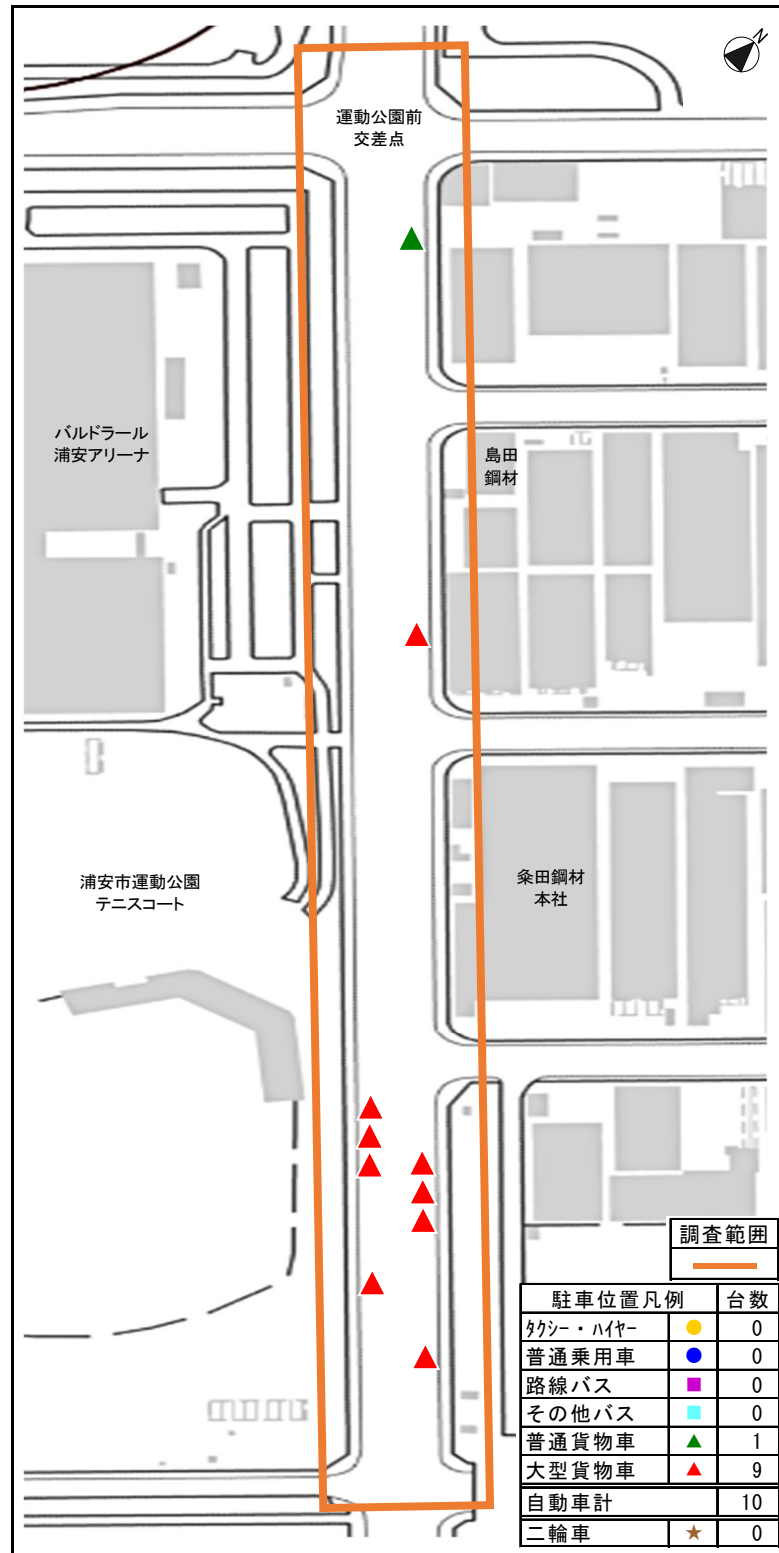 N
運動公園前
交差点
バルドラール
浦安アリーナ
島田
鋼材
浦安市運動公園
テニスコート
粂田鋼材
本社
調査範囲
駐車位置凡例 台数
ﾀｸｼｰ・ﾊｲﾔｰ 0
普通乗用車 0
路線バス 0
その他バス 0
普通貨物車 1
大型貨物車 9
自動車計 10
二輪車 0